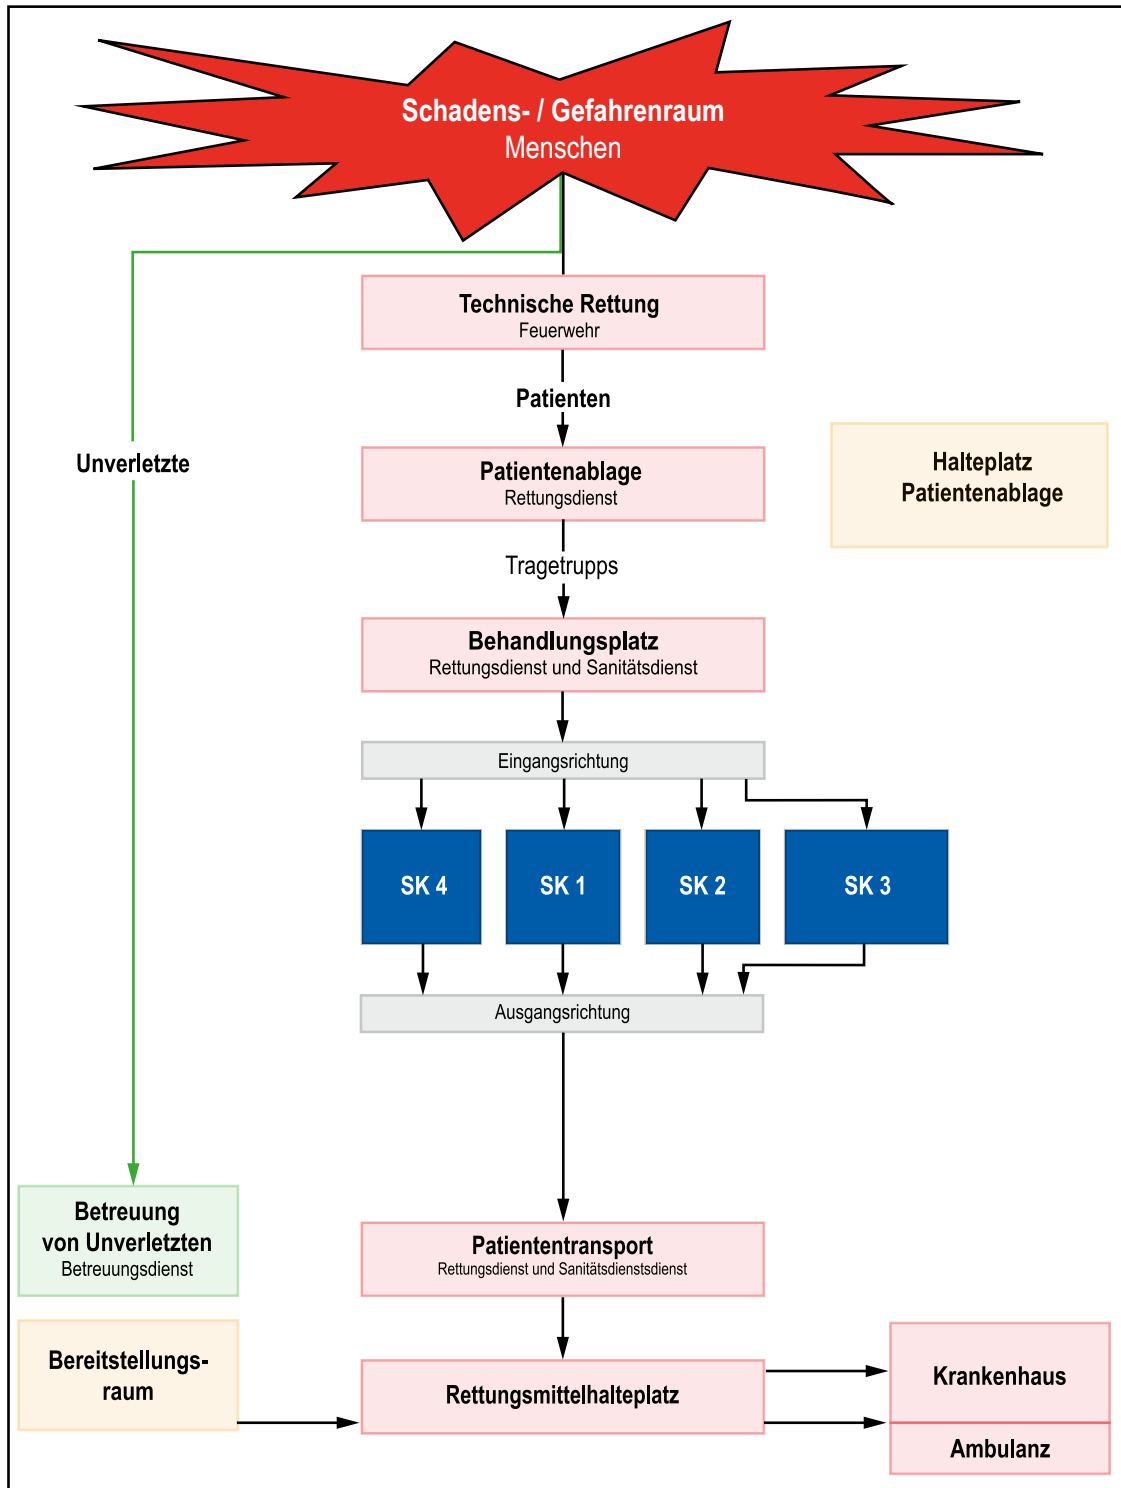 Schadens- / Gefahrenraum
Menschen
Technische Rettung
Feuerwehr
Patienten
Unverletzte
Patientenablage
Rettungsdienst
Halteplatz
Patientenablage
Tragetrupps
Behandlungsplatz
Rettungsdienst und Sanitätsdienst
Eingangsrichtung
SK 4
SK 1
SK 2
SK 3
Ausgangsrichtung
Betreuung
von Unverletzten
Betreuungsdienst
Patiententransport
Rettungsdienst und Sanitätsdienstsdienst
Bereitstellungs-
raum
Rettungsmittelhalteplatz
Krankenhaus
Ambulanz